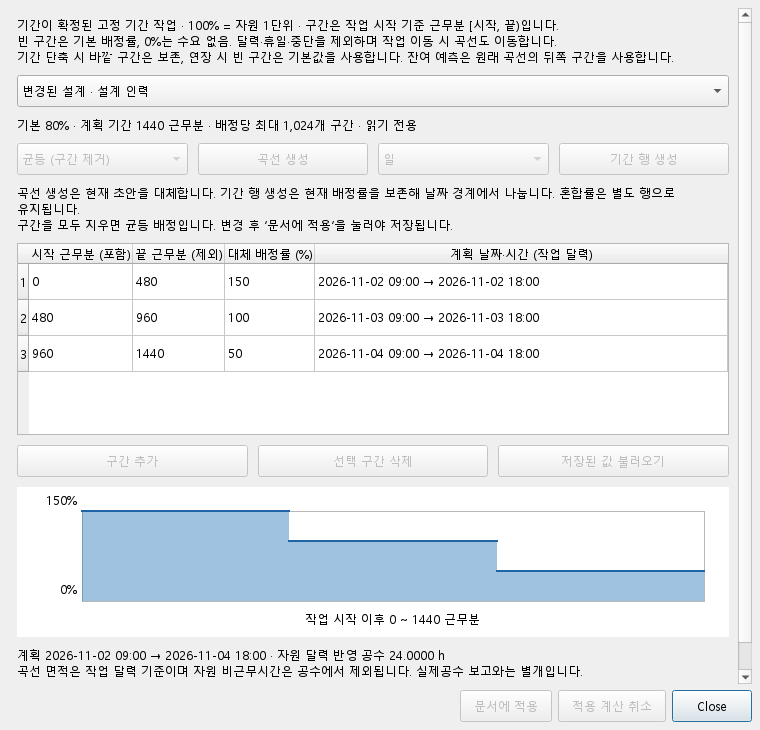 기간이 확정된 고정 기간 작업 · 100% = 자원 1단위 · 구간은 작업 시작 기준 근무분 [시작, 끝)입니다.
빈 구간은 기본 배정률, 0%는 수요 없음. 달력·휴일·중단을 제외하며 작업 이동 시 곡선도 이동합니다.
기간 단축 시 바깥 구간은 보존, 연장 시 빈 구간은 기본값을 사용합니다. 잔여 예측은 원래 곡선의 뒤쪽 구간을 사용합니다.
변경된 설계 · 설계 인력
기본 80% · 계획 기간 1440 근무분 · 배정당 최대 1,024개 구간 · 읽기 전용
균등 (구간 제거) 곡선 생성 일 기간 행 생성
곡선 생성은 현재 초안을 대체합니다. 기간 행 생성은 현재 배정률을 보존해 날짜 경계에서 나눕니다. 혼합률은 별도 행으로
유지됩니다.
구간을 모두 지우면 균등 배정입니다. 변경 후 '문서에 적용'을 눌러야 저장됩니다.
시작 근무분 (포함) 끝 근무분 (제외) 대체 배정률 (%) 계획 날짜·시간 (작업 달력)
1 0 480 150 2026-11-02 09:00 → 2026-11-02 18:00
2 480 960 100 2026-11-03 09:00 → 2026-11-03 18:00
3 960 1440 50 2026-11-04 09:00 → 2026-11-04 18:00
구간 추가 선택 구간 삭제 저장된 값 불러오기
150%
0%
작업 시작 이후 0 ~ 1440 근무분
계획 2026-11-02 09:00 → 2026-11-04 18:00 · 자원 달력 반영 공수 24.0000 h
곡선 면적은 작업 달력 기준이며 자원 비근무시간은 공수에서 제외됩니다. 실제공수 보고와는 별개입니다.
문서에 적용 적용 계산 취소 Close